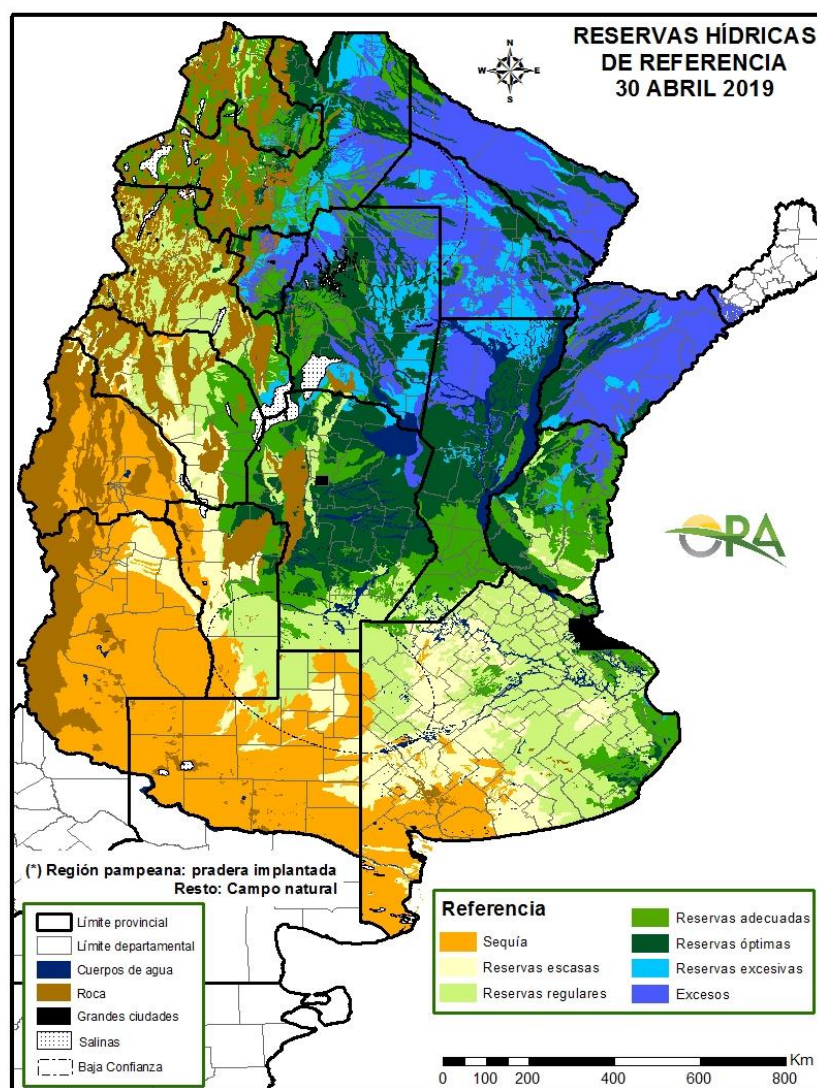 RESERVAS HÍDRICAS
DE REFERENCIA
30 ABRIL 2019
N
W E
S
OPA
(*) Región pampeana: pradera implantada
Resto: Campo natural
Límite provincial
Límite departamental
Cuerpos de agua
Roca
Grandes ciudades
Salinas
Baja Confianza
Referencia
Sequía
Reservas escasas
Reservas regulares
Reservas adecuadas
Reservas óptimas
Reservas excesivas
Excesos
Km
0 100 200 400 600 800